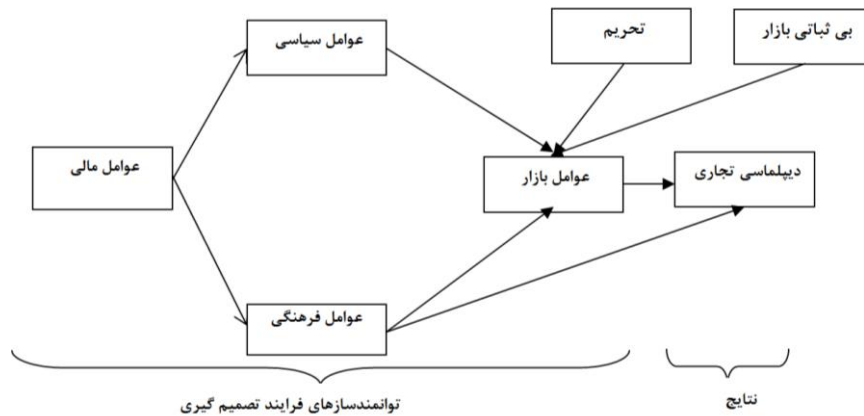 بی ثباتی بازار
تحریم
عوامل سیاسی
عوامل مالی
عوامل بازار
دیپلماسی تجاری
عوامل فرهنگی
نتایج
توانمندسازهای فرایند تصمیم گیری